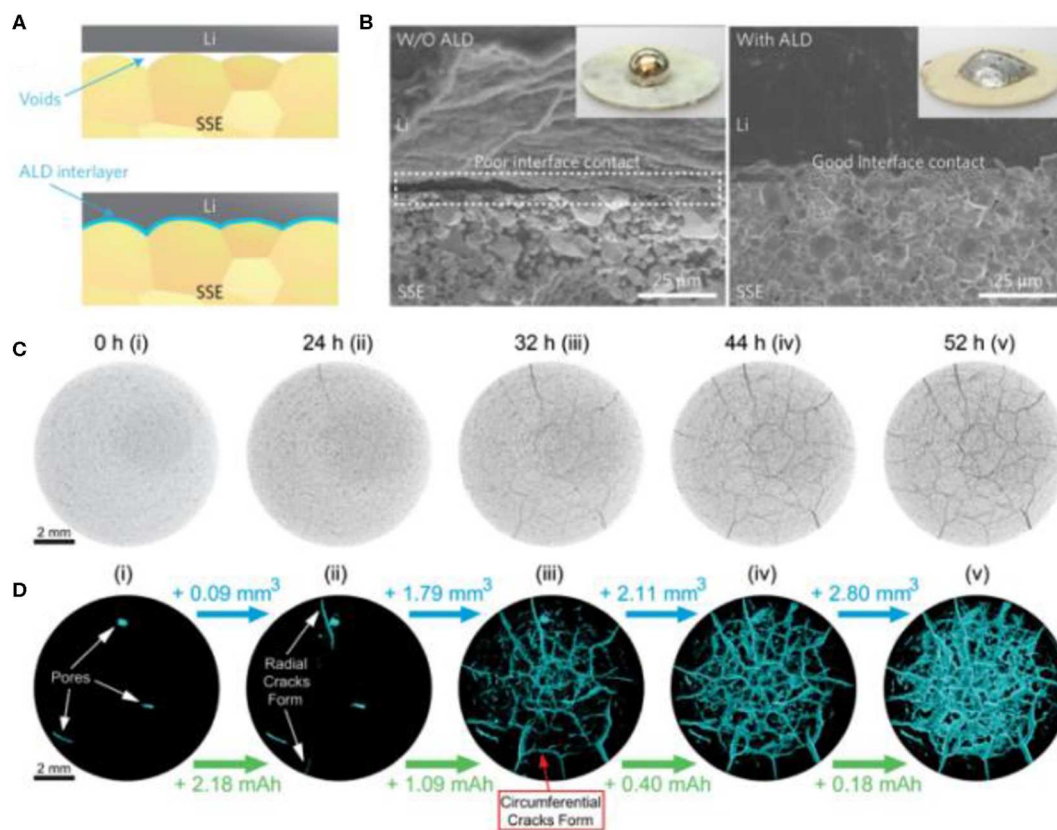 A
Li
Voids
SSE
ALD interlayer
Li
SSE
B
W/O ALD
Li
Poor interface contact
SSE
25 μm
With ALD
Li
Good Interface contact
SSE
25 μm
C
0 h (i)
24 h (ii)
32 h (iii)
44 h (iv)
52 h (v)
2 mm
D
(i)
(ii)
(iii)
(iv)
(v)
+ 0.09 mm³
+ 1.79 mm³
+ 2.11 mm³
+ 2.80 mm³
Pores
Radial
Cracks
Form
2 mm
+ 2.18 mAh
+ 1.09 mAh
+ 0.40 mAh
+ 0.18 mAh
Circumferential
Cracks Form